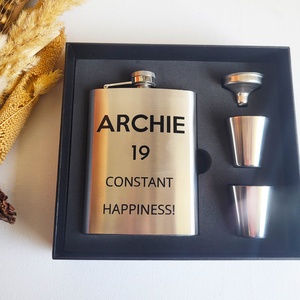 ARCHIE
19
CONSTANT
HAPPINESS!